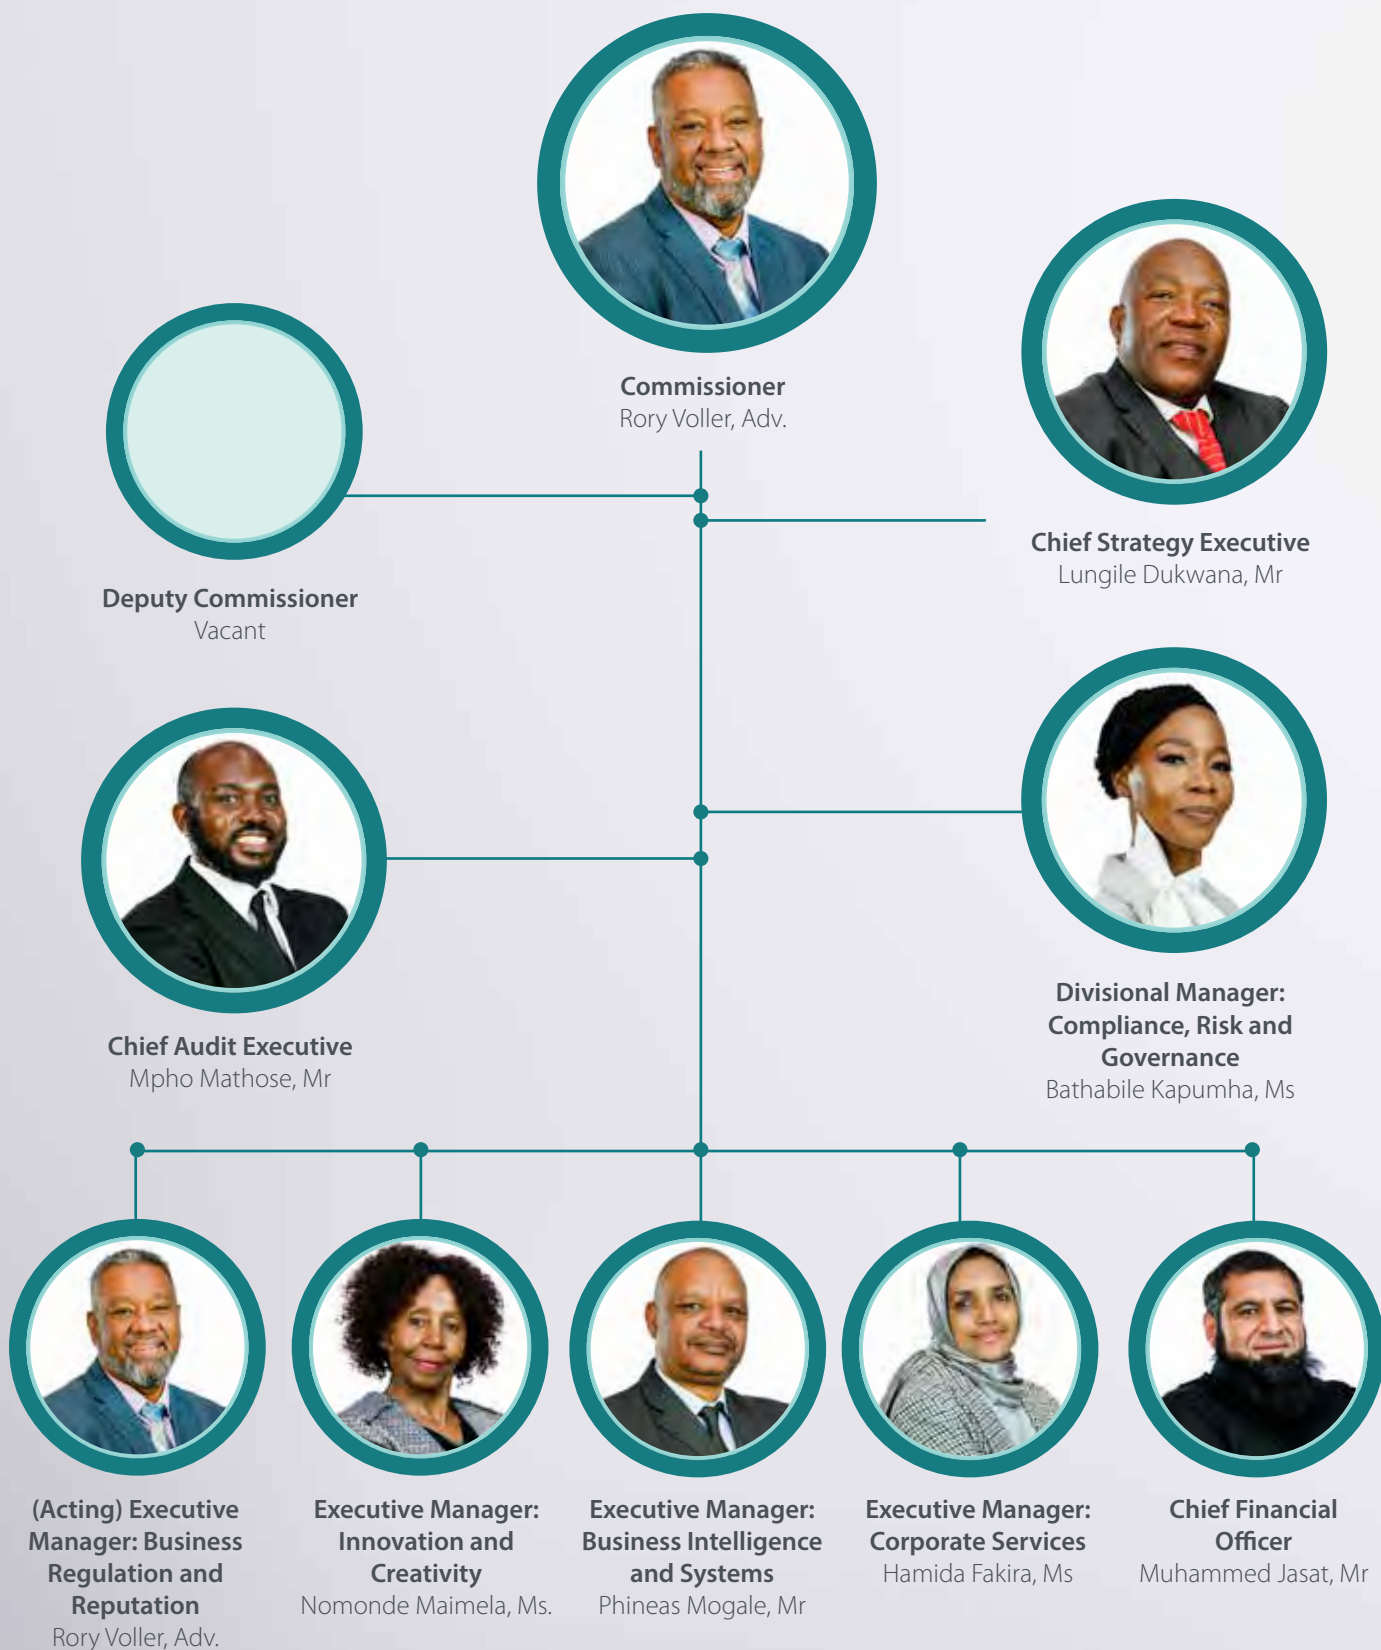 Commissioner
Rory Voller, Adv.
Chief Strategy Executive
Lungile Dukwana, Mr
Deputy Commissioner
Vacant
Chief Audit Executive
Mpho Mathose, Mr
Divisional Manager:
Compliance, Risk and
Governance
Bathabile Kapumha, Ms
(Acting) Executive
Manager: Business
Regulation and
Reputation
Rory Voller, Adv.
Executive Manager:
Innovation and
Creativity
Nomonde Maimela, Ms.
Executive Manager:
Business Intelligence
and Systems
Phineas Mogale, Mr
Executive Manager:
Corporate Services
Hamida Fakira, Ms
Chief Financial
Officer
Muhammed Jasat, Mr